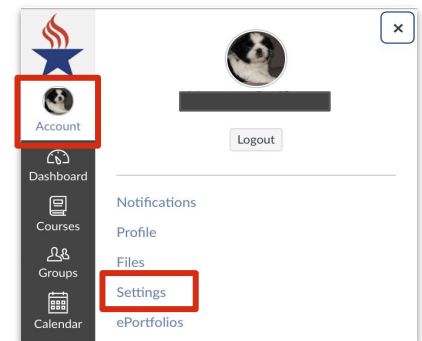 ×
Account
Logout
Dashboard
Notifications
Courses
Profile
Files
Groups
Settings
Calendar
ePortfolios